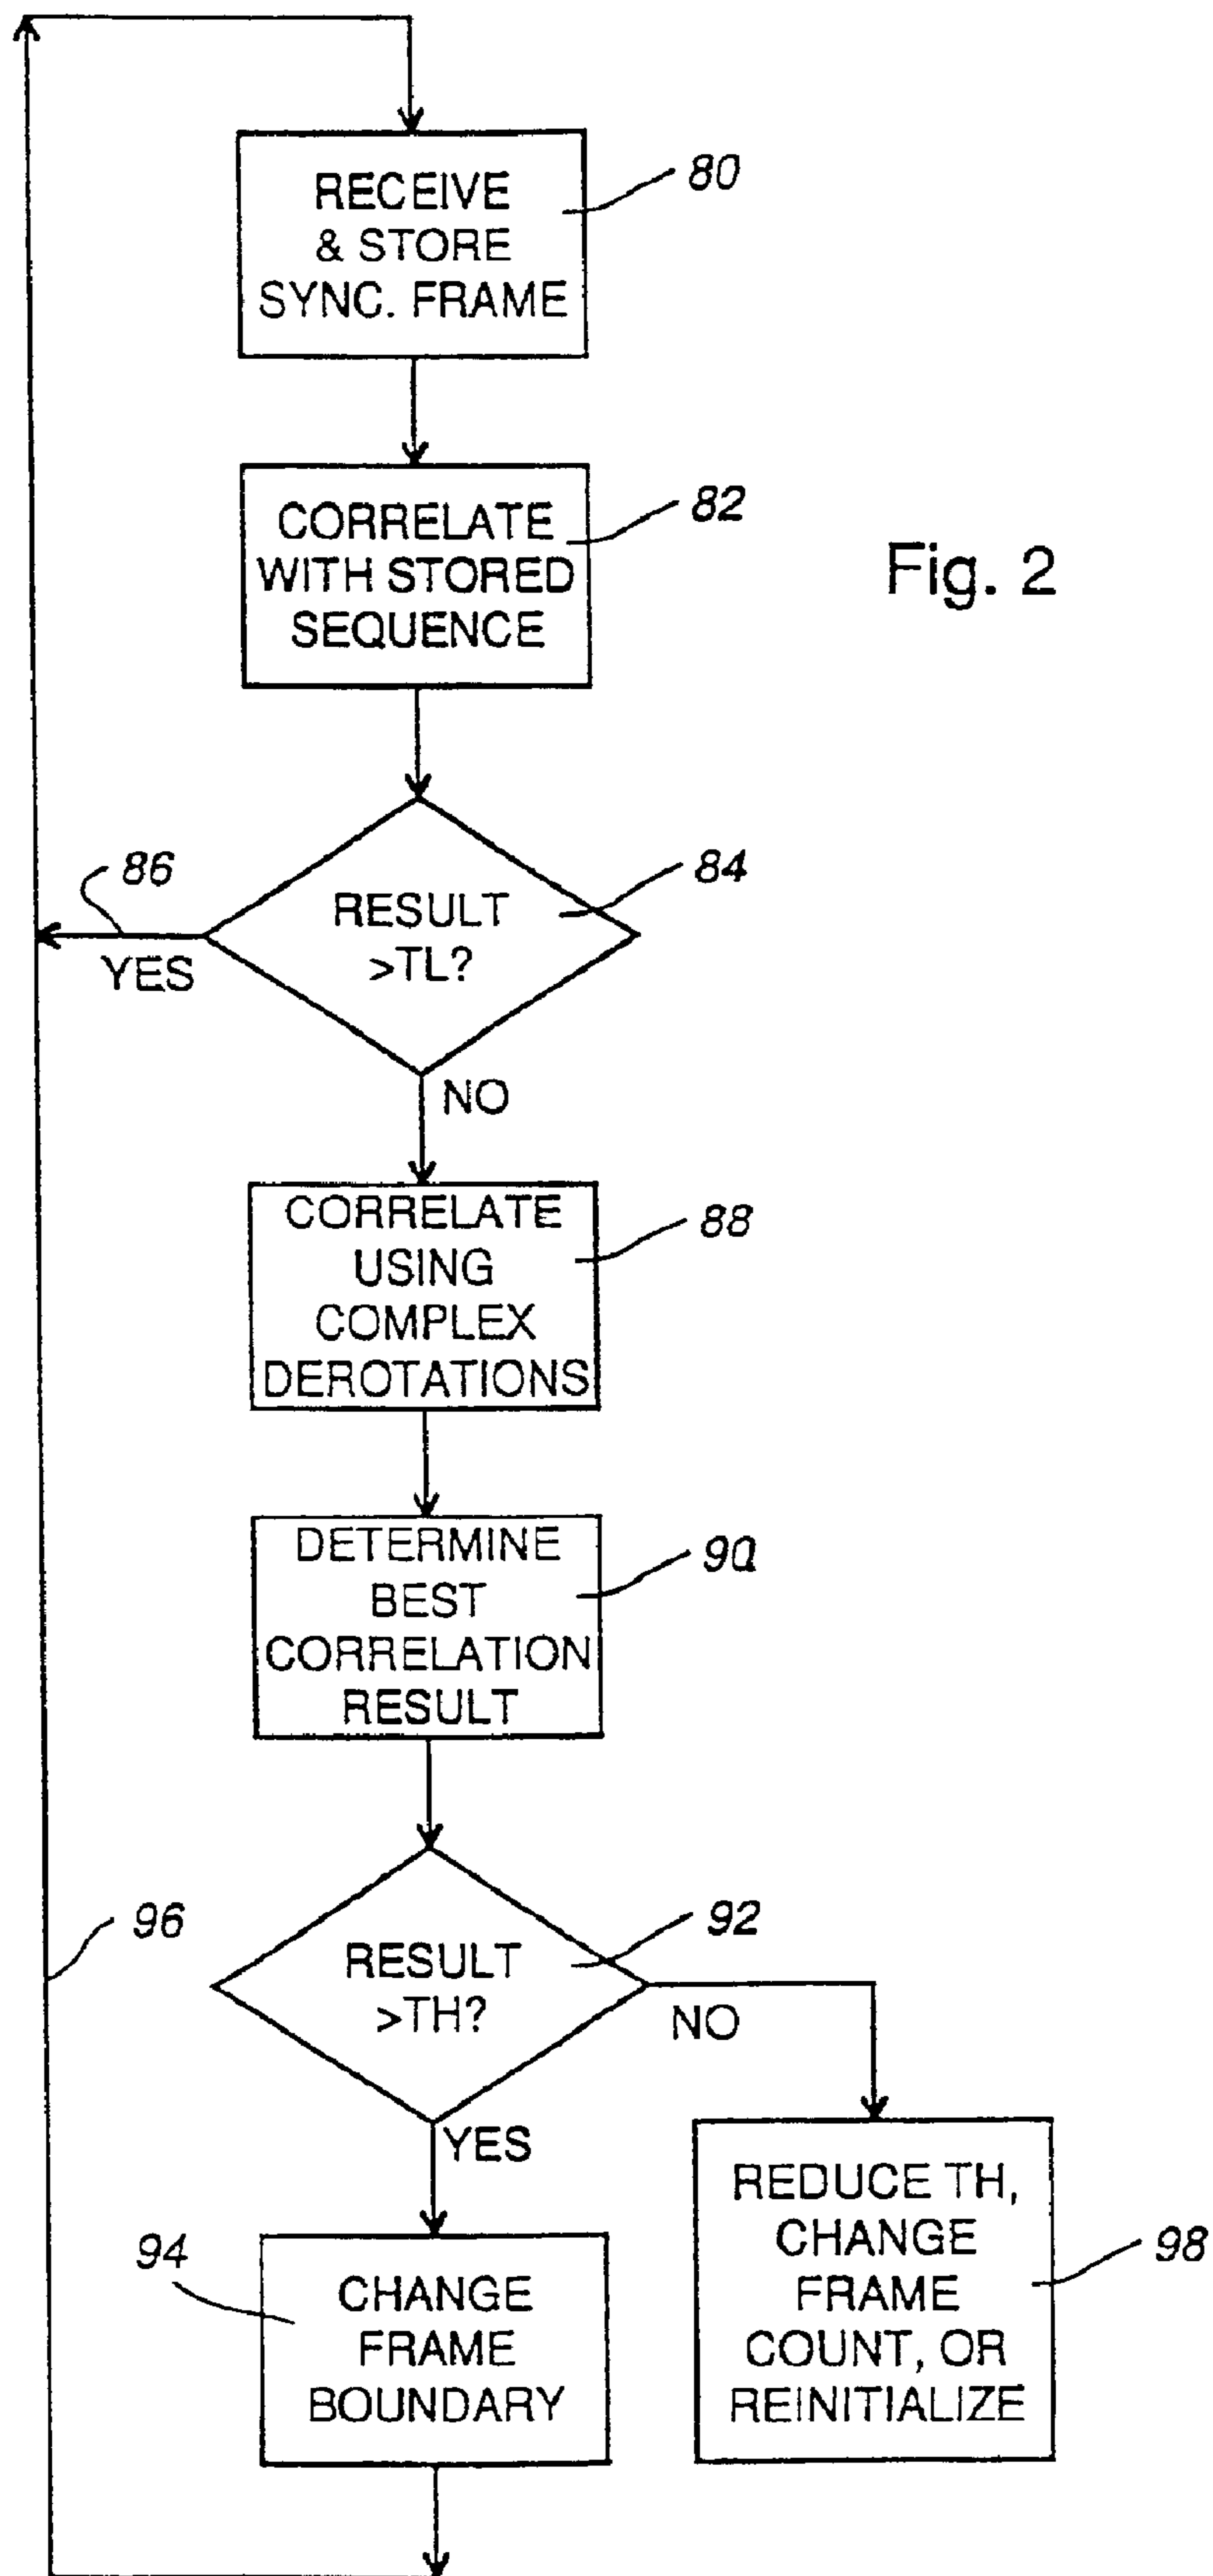 RECEIVE
& STORE
SYNC. FRAME
80
CORRELATE
WITH STORED
SEQUENCE
82
Fig. 2
RESULT
>TL?
84
86
YES
NO
CORRELATE
USING
COMPLEX
DEROTATIONS
88
DETERMINE
BEST
CORRELATION
RESULT
90
RESULT
>TH?
92
96
NO
YES
CHANGE
FRAME
BOUNDARY
94
REDUCE TH,
CHANGE
FRAME
COUNT, OR
REINITIALIZE
98